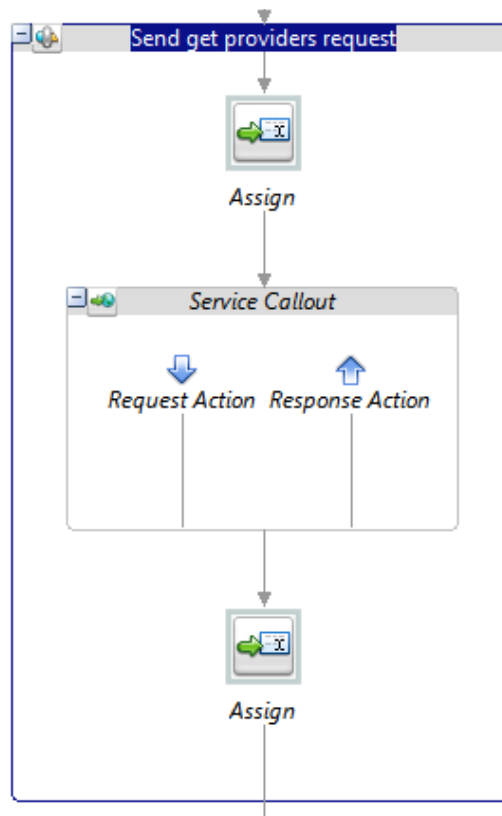 Send get providers request
Assign
Service Callout
Request Action Response Action
Assign